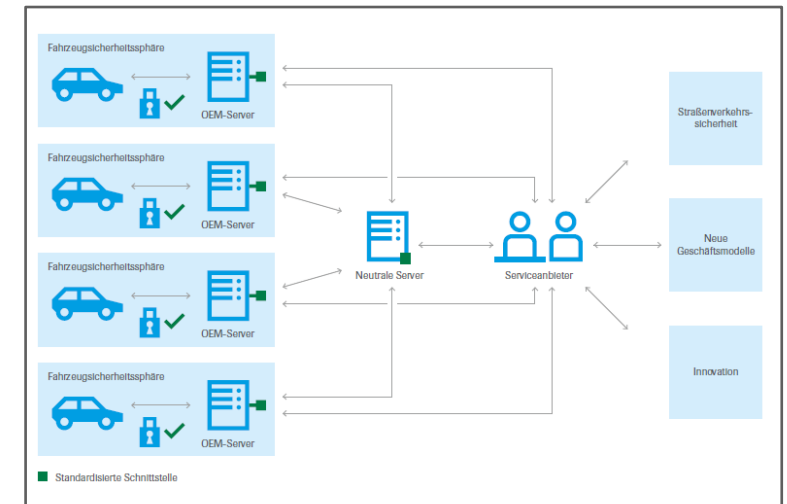 Fahrzeugsicherheitssphäre
OEM-Server
Fahrzeugsicherheitssphäre
OEM-Server
Fahrzeugsicherheitssphäre
OEM-Server
Fahrzeugsicherheitssphäre
OEM-Server
Neutrale Server
Serviceanbieter
Straßenverkehrs-
sicherheit
Neue
Geschäftsmodelle
Innovation
Standardisierte Schnittstelle